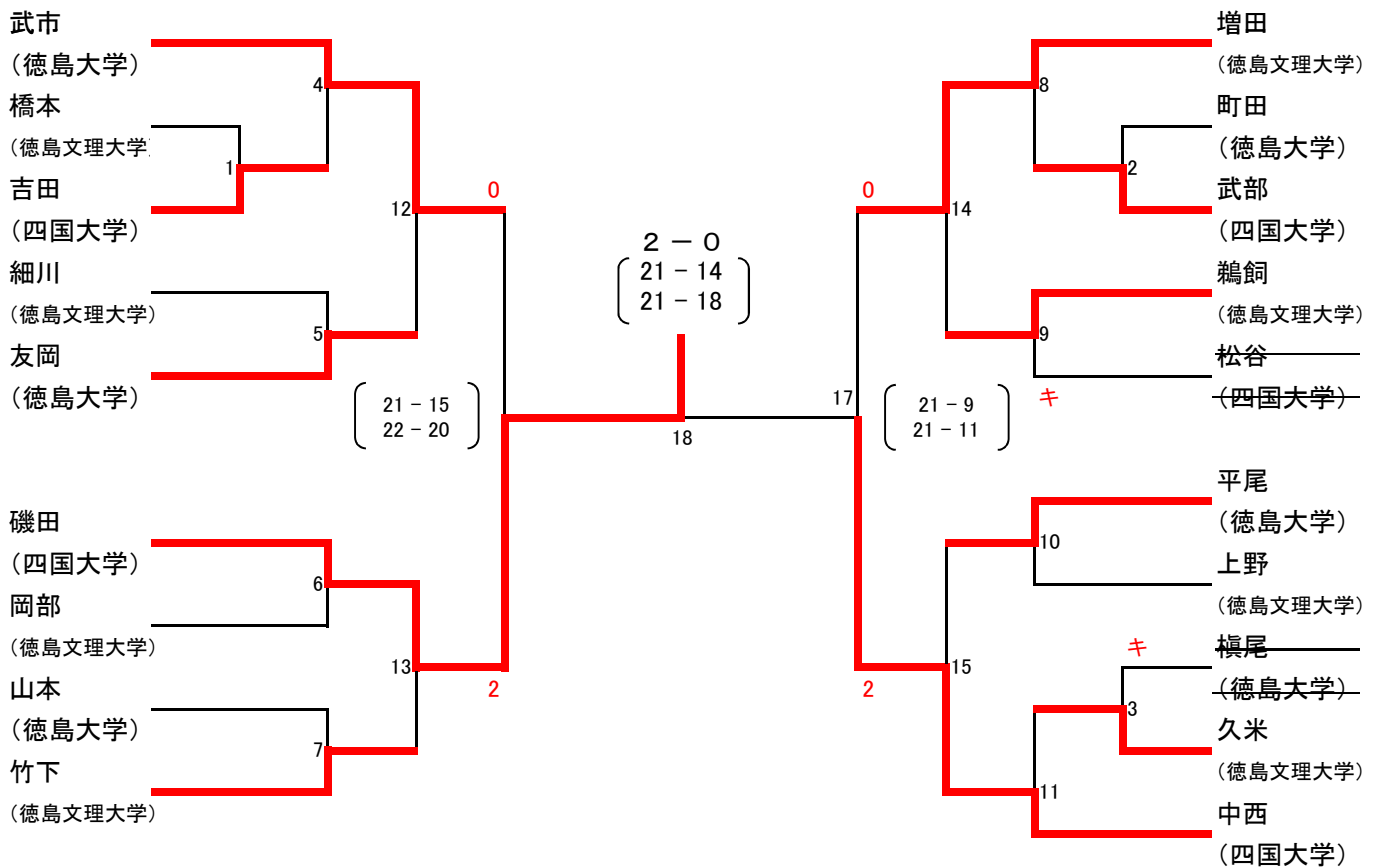 武市
(徳島大学)
4
橋本
(徳島文理大学)
1
吉田
(四国大学)
12
0
細川
(徳島文理大学)
5
友岡
(徳島大学)
21 − 15
22 − 20
磯田
(四国大学)
6
岡部
(徳島文理大学)
13
2
山本
(徳島大学)
7
竹下
(徳島文理大学)
2 − 0
21 − 14
21 − 18
18
増田
(徳島文理大学)
8
町田
(徳島大学)
2
武部
(四国大学)
0
14
鵜飼
(徳島文理大学)
9
松谷
(四国大学)
キ
17
21 − 9
21 − 11
平尾
(徳島大学)
10
上野
(徳島文理大学)
キ
槇尾
(徳島大学)
2
15
3
久米
(徳島文理大学)
11
中西
(四国大学)